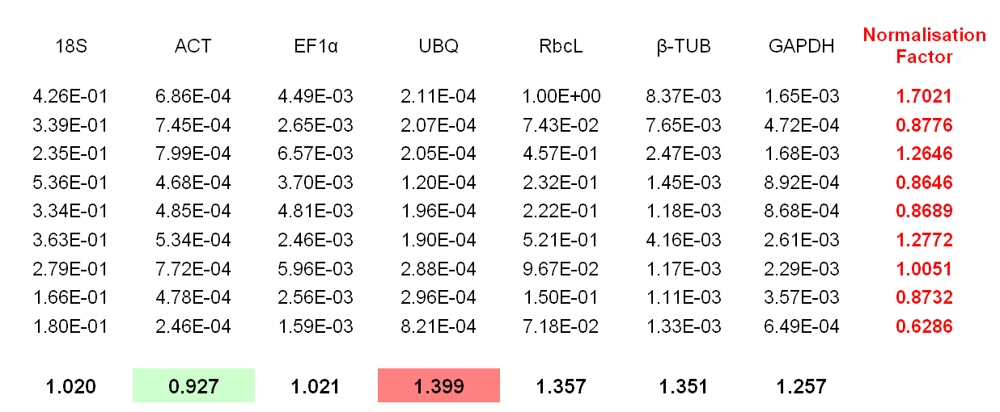 18S ACT EF1α UBQ RbcL β-TUB GAPDH Normalisation
Factor
4.26E-01 6.86E-04 4.49E-03 2.11E-04 1.00E+00 8.37E-03 1.65E-03 1.7021
3.39E-01 7.45E-04 2.65E-03 2.07E-04 7.43E-02 7.65E-03 4.72E-04 0.8776
2.35E-01 7.99E-04 6.57E-03 2.05E-04 4.57E-01 2.47E-03 1.68E-03 1.2646
5.36E-01 4.68E-04 3.70E-03 1.20E-04 2.32E-01 1.45E-03 8.92E-04 0.8646
3.34E-01 4.85E-04 4.81E-03 1.96E-04 2.22E-01 1.18E-03 8.68E-04 0.8689
3.63E-01 5.34E-04 2.46E-03 1.90E-04 5.21E-01 4.16E-03 2.61E-03 1.2772
2.79E-01 7.72E-04 5.96E-03 2.88E-04 9.67E-02 1.17E-03 2.29E-03 1.0051
1.66E-01 4.78E-04 2.56E-03 2.96E-04 1.50E-01 1.11E-03 3.57E-03 0.8732
1.80E-01 2.46E-04 1.59E-03 8.21E-04 7.18E-02 1.33E-03 6.49E-04 0.6286
1.020 0.927 1.021 1.399 1.357 1.351 1.257